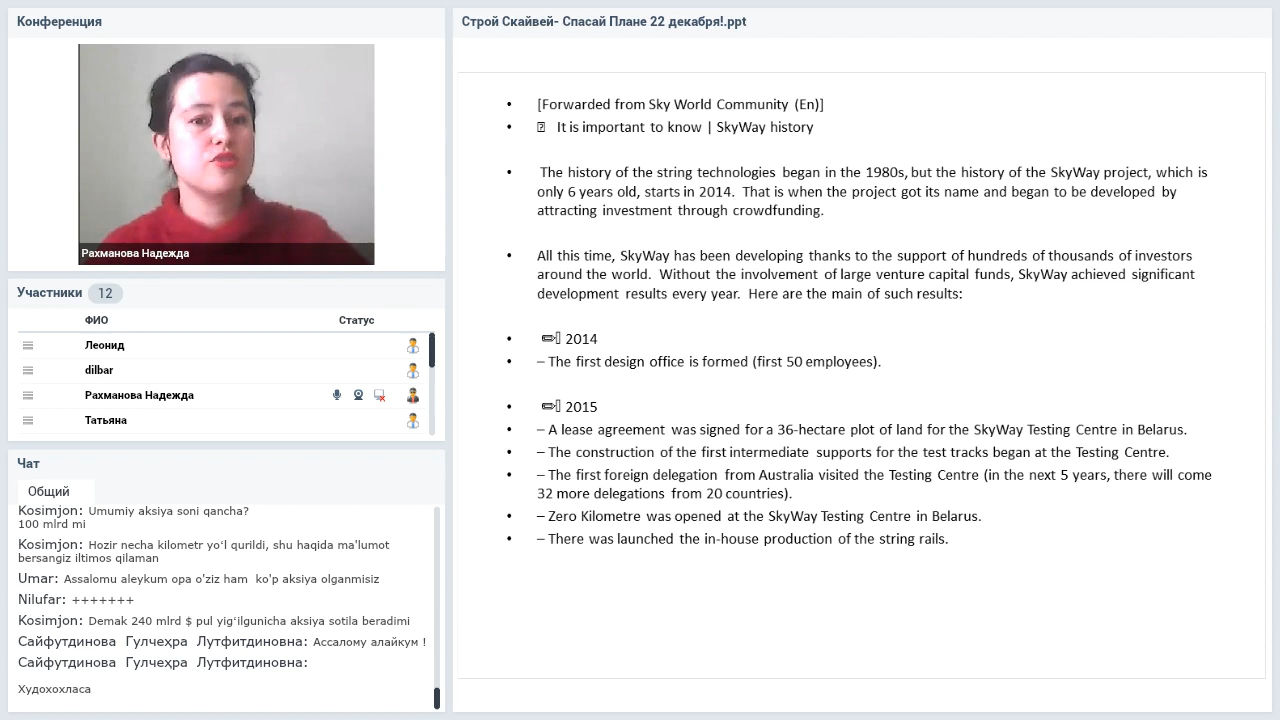 Конференция
Рахманова Надежда
Участники 12
ФИО Статус
Леонид
dilbar
Рахманова Надежда
Татьяна
Чат
Общий
Kosimjon: Umumiy aksiya soni qancha?
100 mlrd mi
Kosimjon: Hozir necha kilometr yoʻl qurildi, shu haqida ma'lumot
bersangiz iltimos qilaman
Umar: Assalomu aleykum opa o'ziz ham ko'p aksiya olganmisiz
Nilufar: +++++++
Kosimjon: Demak 240 mlrd $ pul yigʻilgunicha aksiya sotila beradimi
Сайфутдинова Гулчеҳра Лутфитдиновна: Ассалому алайкум !
Сайфутдинова Гулчеҳра Лутфитдиновна:
Худохохласа
Строй Скайвей- Спасай Плане 22 декабря!.ppt
• [Forwarded from Sky World Community (En)]
• It is important to know | SkyWay history
• The history of the string technologies began in the 1980s, but the history of the SkyWay project, which is
only 6 years old, starts in 2014. That is when the project got its name and began to be developed by
attracting investment through crowdfunding.
• All this time, SkyWay has been developing thanks to the support of hundreds of thousands of investors
around the world. Without the involvement of large venture capital funds, SkyWay achieved significant
development results every year. Here are the main of such results:
• ✏ 2014
• – The first design office is formed (first 50 employees).
• ✏ 2015
• – A lease agreement was signed for a 36-hectare plot of land for the SkyWay Testing Centre in Belarus.
• – The construction of the first intermediate supports for the test tracks began at the Testing Centre.
• – The first foreign delegation from Australia visited the Testing Centre (in the next 5 years, there will come
32 more delegations from 20 countries).
• – Zero Kilometre was opened at the SkyWay Testing Centre in Belarus.
• – There was launched the in-house production of the string rails.